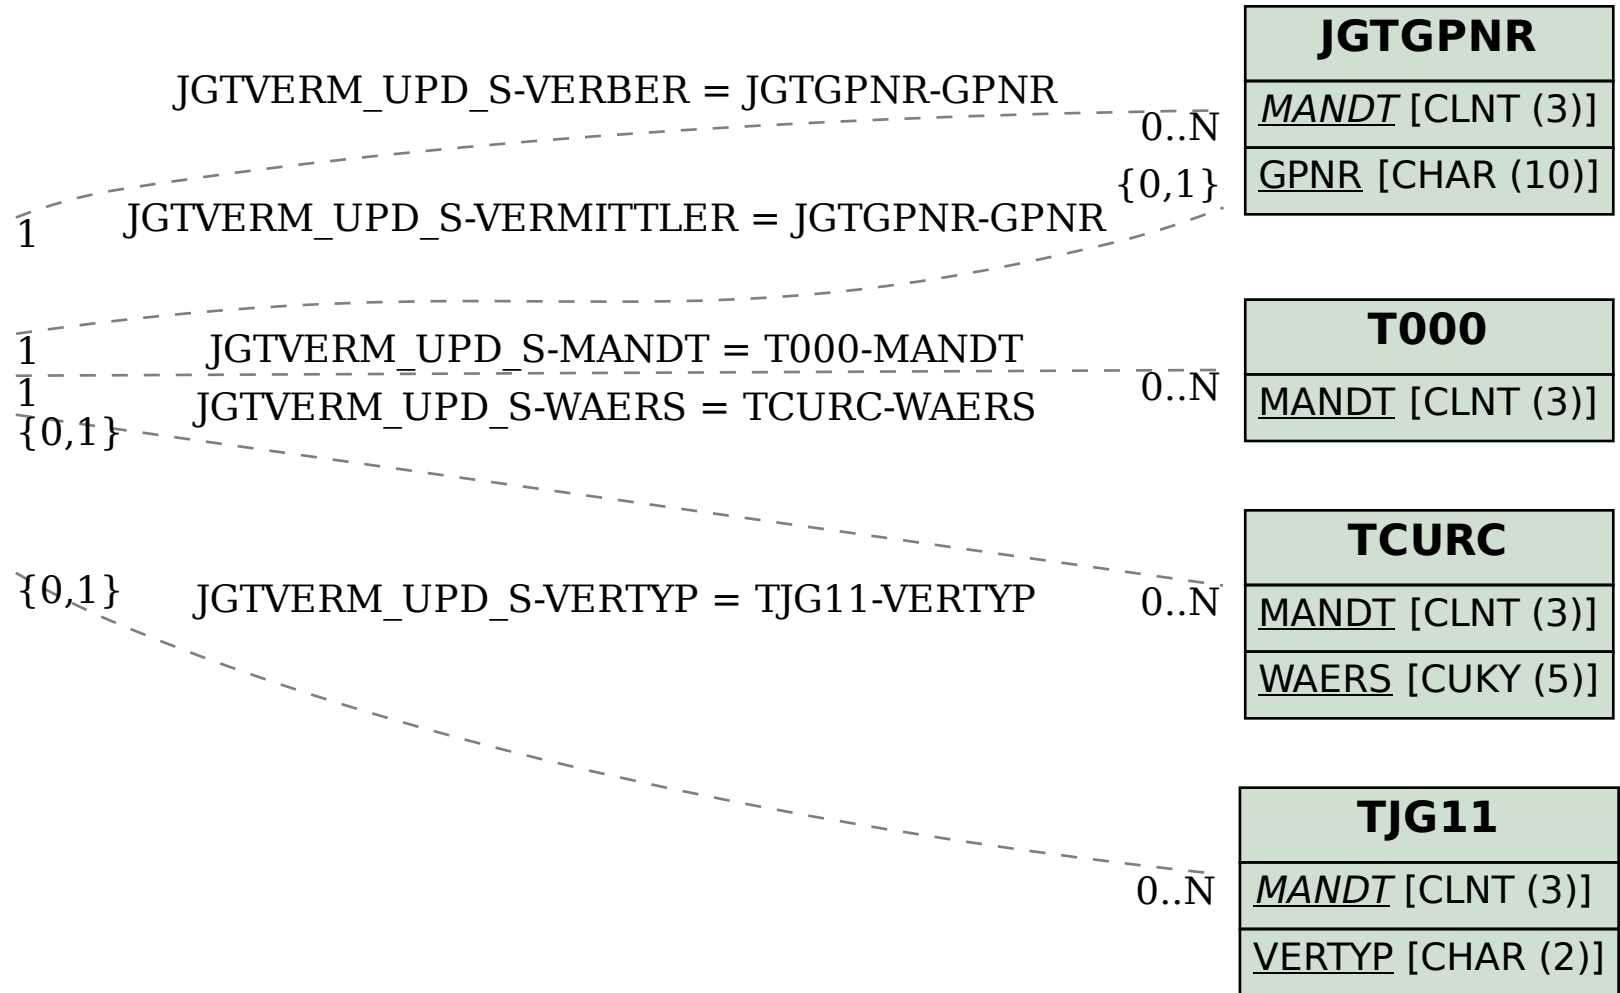 JGTGPNR
MANDT [CLNT (3)]
GPNR [CHAR (10)]
JGTVERM_UPD_S-VERBER = JGTGPNR-GPNR
0..N
1
{0,1}
JGTVERM_UPD_S-VERMITTLER = JGTGPNR-GPNR
1
T000
MANDT [CLNT (3)]
JGTVERM_UPD_S-MANDT = T000-MANDT
0..N
1
JGTVERM_UPD_S-WAERS = TCURC-WAERS
{0,1}
0..N
TCURC
MANDT [CLNT (3)]
WAERS [CUKY (5)]
{0,1}
JGTVERM_UPD_S-VERTYP = TJG11-VERTYP
0..N
TJG11
MANDT [CLNT (3)]
VERTYP [CHAR (2)]